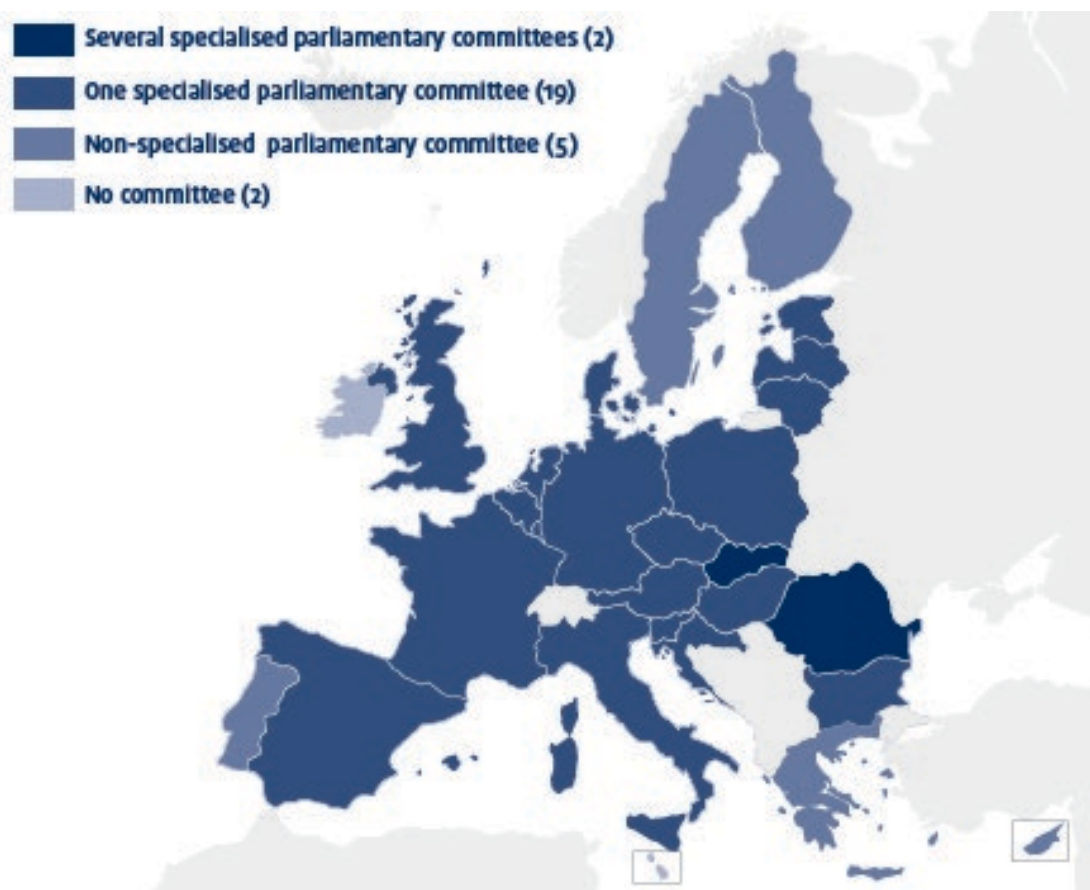 Several specialised parliamentary committees (2)
One specialised parliamentary committee (19)
Non-specialised parliamentary committee (5)
No committee (2)